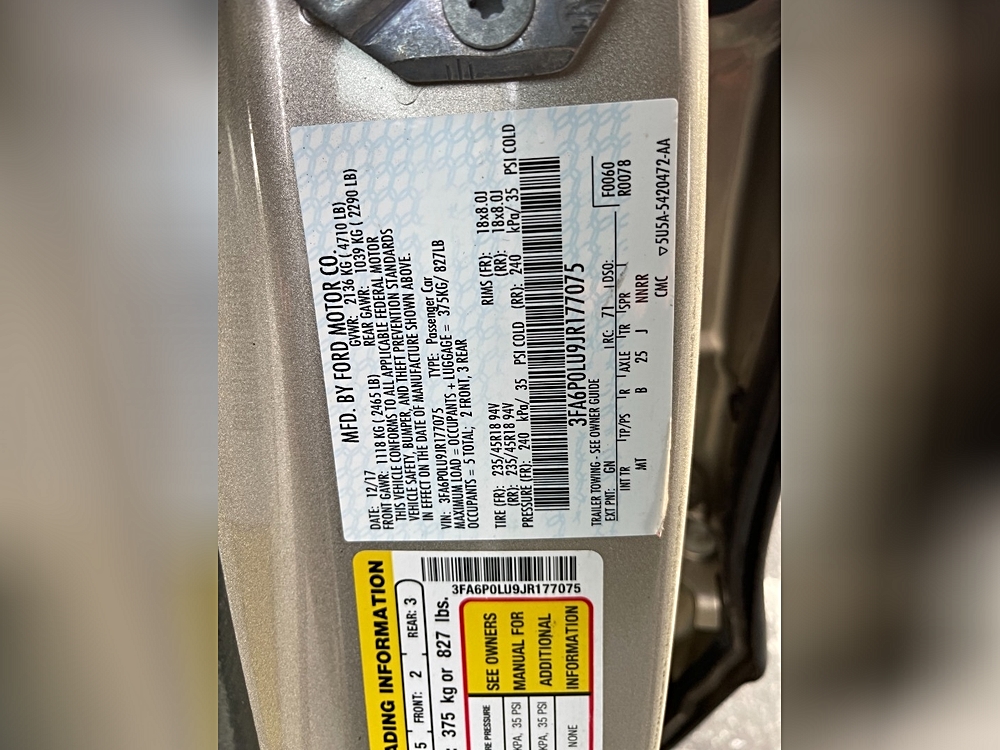 MFD. BY FORD MOTOR CO.
DATE: 12/17 GVWR: 2136 KG ( 4710 LB)
FRONT GAWR: 1118 KG ( 2465 LB) REAR GAWR: 1039 KG ( 2290 LB)
THIS VEHICLE CONFORMS TO ALL APPLICABLE FEDERAL MOTOR
VEHICLE SAFETY, BUMPER, AND THEFT PREVENTION STANDARDS
IN EFFECT ON THE DATE OF MANUFACTURE SHOWN ABOVE.
VIN: 3FA6P0LU9JR177075 TYPE: Passenger Car
MAXIMUM LOAD = OCCUPANTS + LUGGAGE = 375KG/ 827LB
OCCUPANTS = 5 TOTAL; 2 FRONT, 3 REAR
TIRE (FR): 235/45R18 94V RIMS (FR): 18x8.0J
(RR): 235/45R18 94V (RR): 18x8.0J
PRESSURE (FR): 240 kPa/ 35 PSI COLD (RR): 240 kPa/ 35 PSI COLD
3FA6P0LU9JR177075
TRAILER TOWING - SEE OWNER GUIDE
F0060
EXT PNT: GN RC: 71 DSO: R0078
INT TR TP/PS R AXLE TR SPR
MT B 25 J NNRR
CMC ▽5U5A-5420472-AA
ADING INFORMATION
5 FRONT: 2 REAR: 3
375 kg or 827 lbs.
3FA6P0LU9JR177075
RE PRESSURE
KPA, 35 PSI
KPA, 35 PSI
NONE
SEE OWNERS
MANUAL FOR
ADDITIONAL
INFORMATION